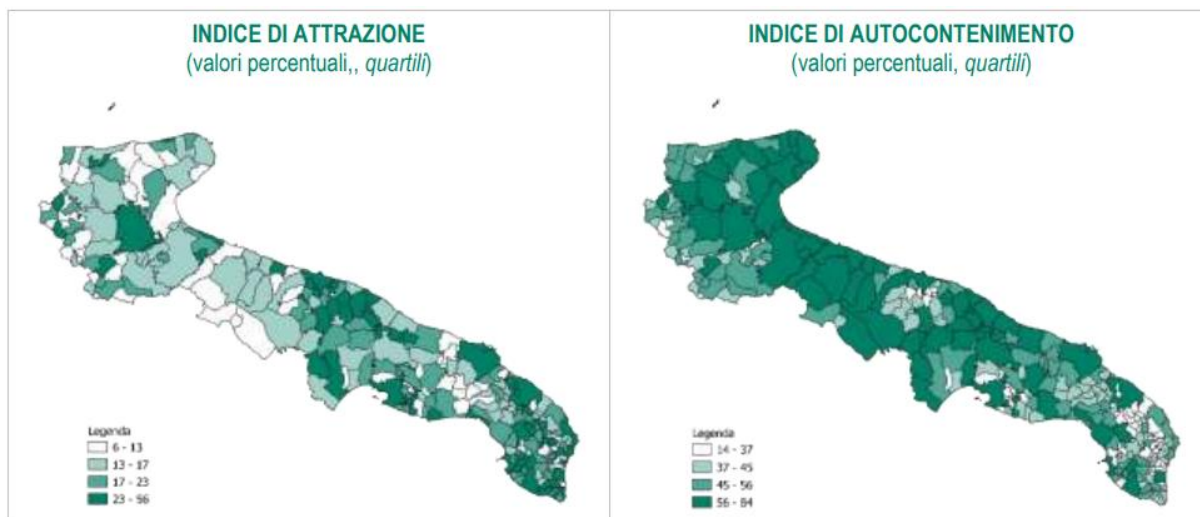 INDICE DI ATTRAZIONE
(valori percentuali,, quartili)
Legenda
6 - 13
13 - 17
17 - 23
23 - 56
INDICE DI AUTOCONTENIMENTO
(valori percentuali, quartili)
Legenda
14 - 37
37 - 45
45 - 56
56 - 84